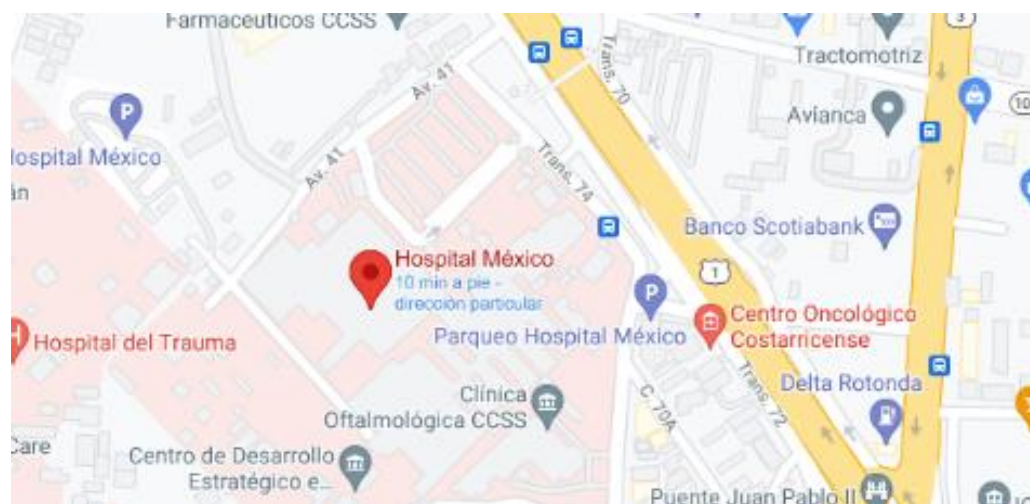 Farmacéuticos CCSS
3
Trans. 70
Tractomotriz
Av. 41
10
P
Avianca
Hospital México
Av. 41
Trans. 74
Banco Scotiabank
Hospital México
10 min a pie -
dirección particular
1
P
Centro Oncológico
Costarricense
H
Hospital del Trauma
Parqueo Hospital México
Delta Rotonda
Clínica
Oftalmológica CCSS
C. 70A
Trans. 72
Care
Centro de Desarrollo
Estratégico e...
Puente Juan Pablo II